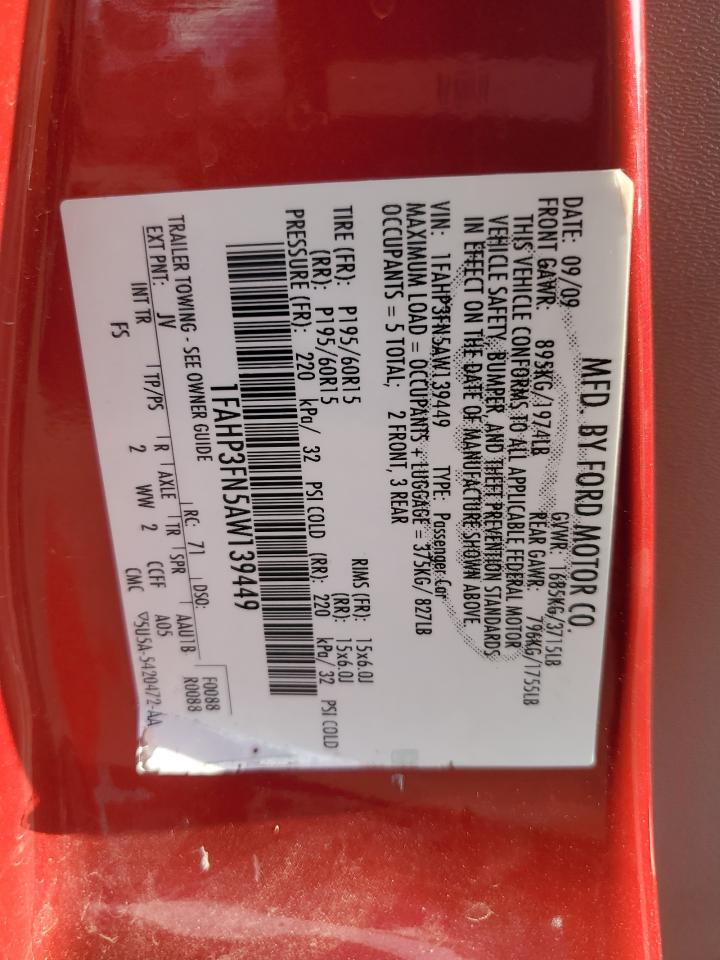 MFD. BY FORD MOTOR CO.
DATE: 09/09 GVWR: 1685KG/3715LB
FRONT GAWR: 895KG/1974LB REAR GAWR: 796KG/1755LB
THIS VEHICLE CONFORMS TO ALL APPLICABLE FEDERAL MOTOR
VEHICLE SAFETY, BUMPER, AND THEFT PREVENTION STANDARDS
IN EFFECT ON THE DATE OF MANUFACTURE SHOWN ABOVE.
VIN: 1FAHP3FN5AW139449 TYPE: Passenger Car
MAXIMUM LOAD = OCCUPANTS + LUGGAGE = 375KG/ 827LB
OCCUPANTS = 5 TOTAL; 2 FRONT, 3 REAR
TIRE (FR): P195/60R15 RIMS (FR): 15x6.0J
(RR): P195/60R15 (RR): 15x6.0J
PRESSURE (FR): 220 kPa/ 32 PSI COLD (RR): 220 kPa/ 32 PSI COLD
1FAHP3FN5AW139449
TRAILER TOWING - SEE OWNER GUIDE
F0088
R0088
EXT PNT: JV RC: 71 DSO: AAU1B
INT TR TP/PS R AXLE TR SPR A05
FS 2 WW 2 CCFF
CMC ▽5U5A-5420472-AA